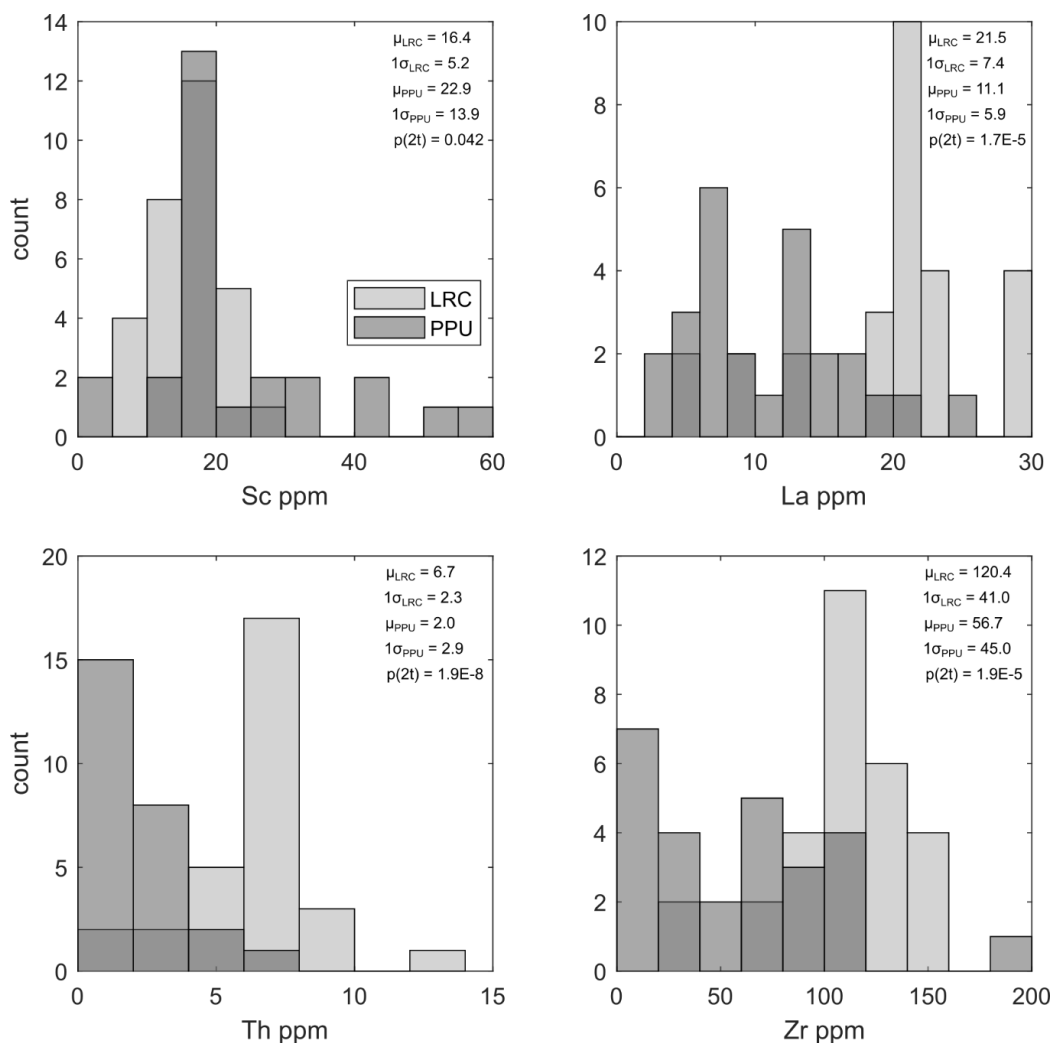 14
12
10
8
6
4
2
0
count
0 20 40 60
Sc ppm
μLRC = 16.4
1σLRC = 5.2
μPPU = 22.9
1σPPU = 13.9
p(2t) = 0.042
LRC
PPU
10
8
6
4
2
0
0 10 20 30
La ppm
μLRC = 21.5
1σLRC = 7.4
μPPU = 11.1
1σPPU = 5.9
p(2t) = 1.7E-5
20
15
10
5
0
count
0 5 10 15
Th ppm
μLRC = 6.7
1σLRC = 2.3
μPPU = 2.0
1σPPU = 2.9
p(2t) = 1.9E-8
12
10
8
6
4
2
0
0 50 100 150 200
Zr ppm
μLRC = 120.4
1σLRC = 41.0
μPPU = 56.7
1σPPU = 45.0
p(2t) = 1.9E-5